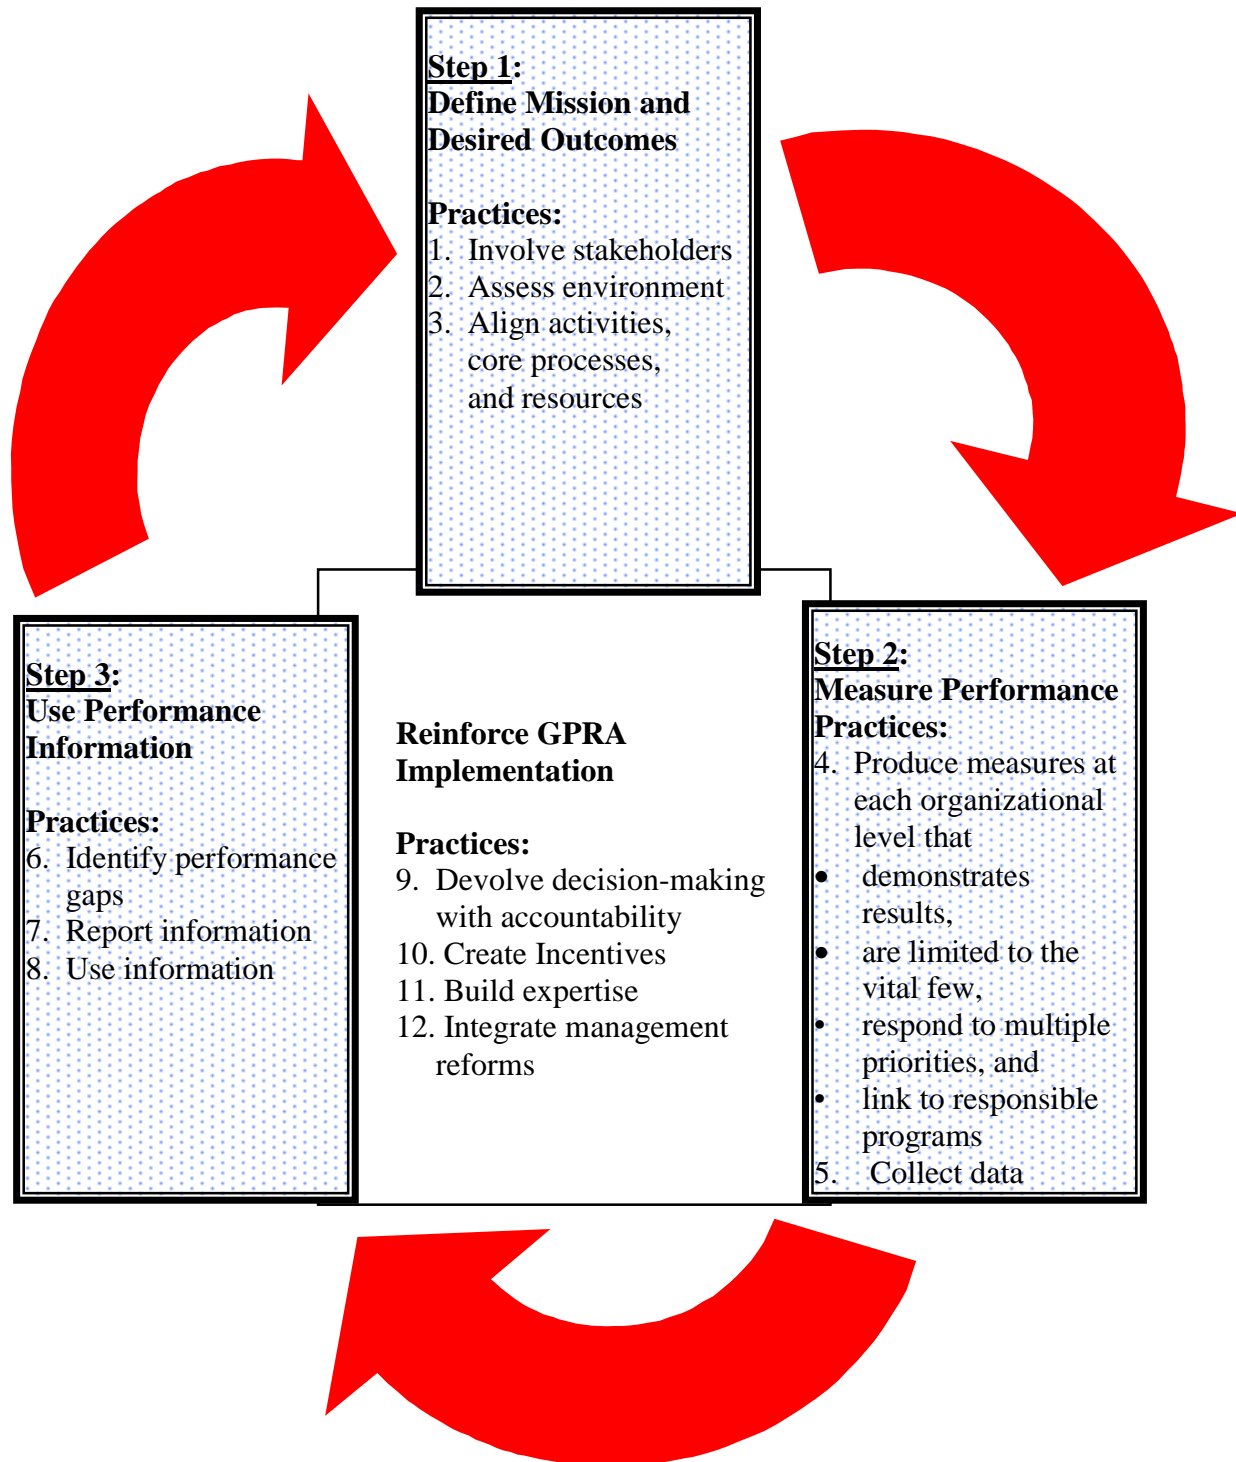 Step 1:
Define Mission and
Desired Outcomes
Practices:
1. Involve stakeholders
2. Assess environment
3. Align activities,
core processes,
and resources
Step 2:
Measure Performance
Practices:
4. Produce measures at
each organizational
level that
• demonstrates
results,
• are limited to the
vital few,
• respond to multiple
priorities, and
• link to responsible
programs
5. Collect data
Step 3:
Use Performance
Information
Practices:
6. Identify performance
gaps
7. Report information
8. Use information
Reinforce GPRA
Implementation
Practices:
9. Devolve decision-making
with accountability
10. Create Incentives
11. Build expertise
12. Integrate management
reforms